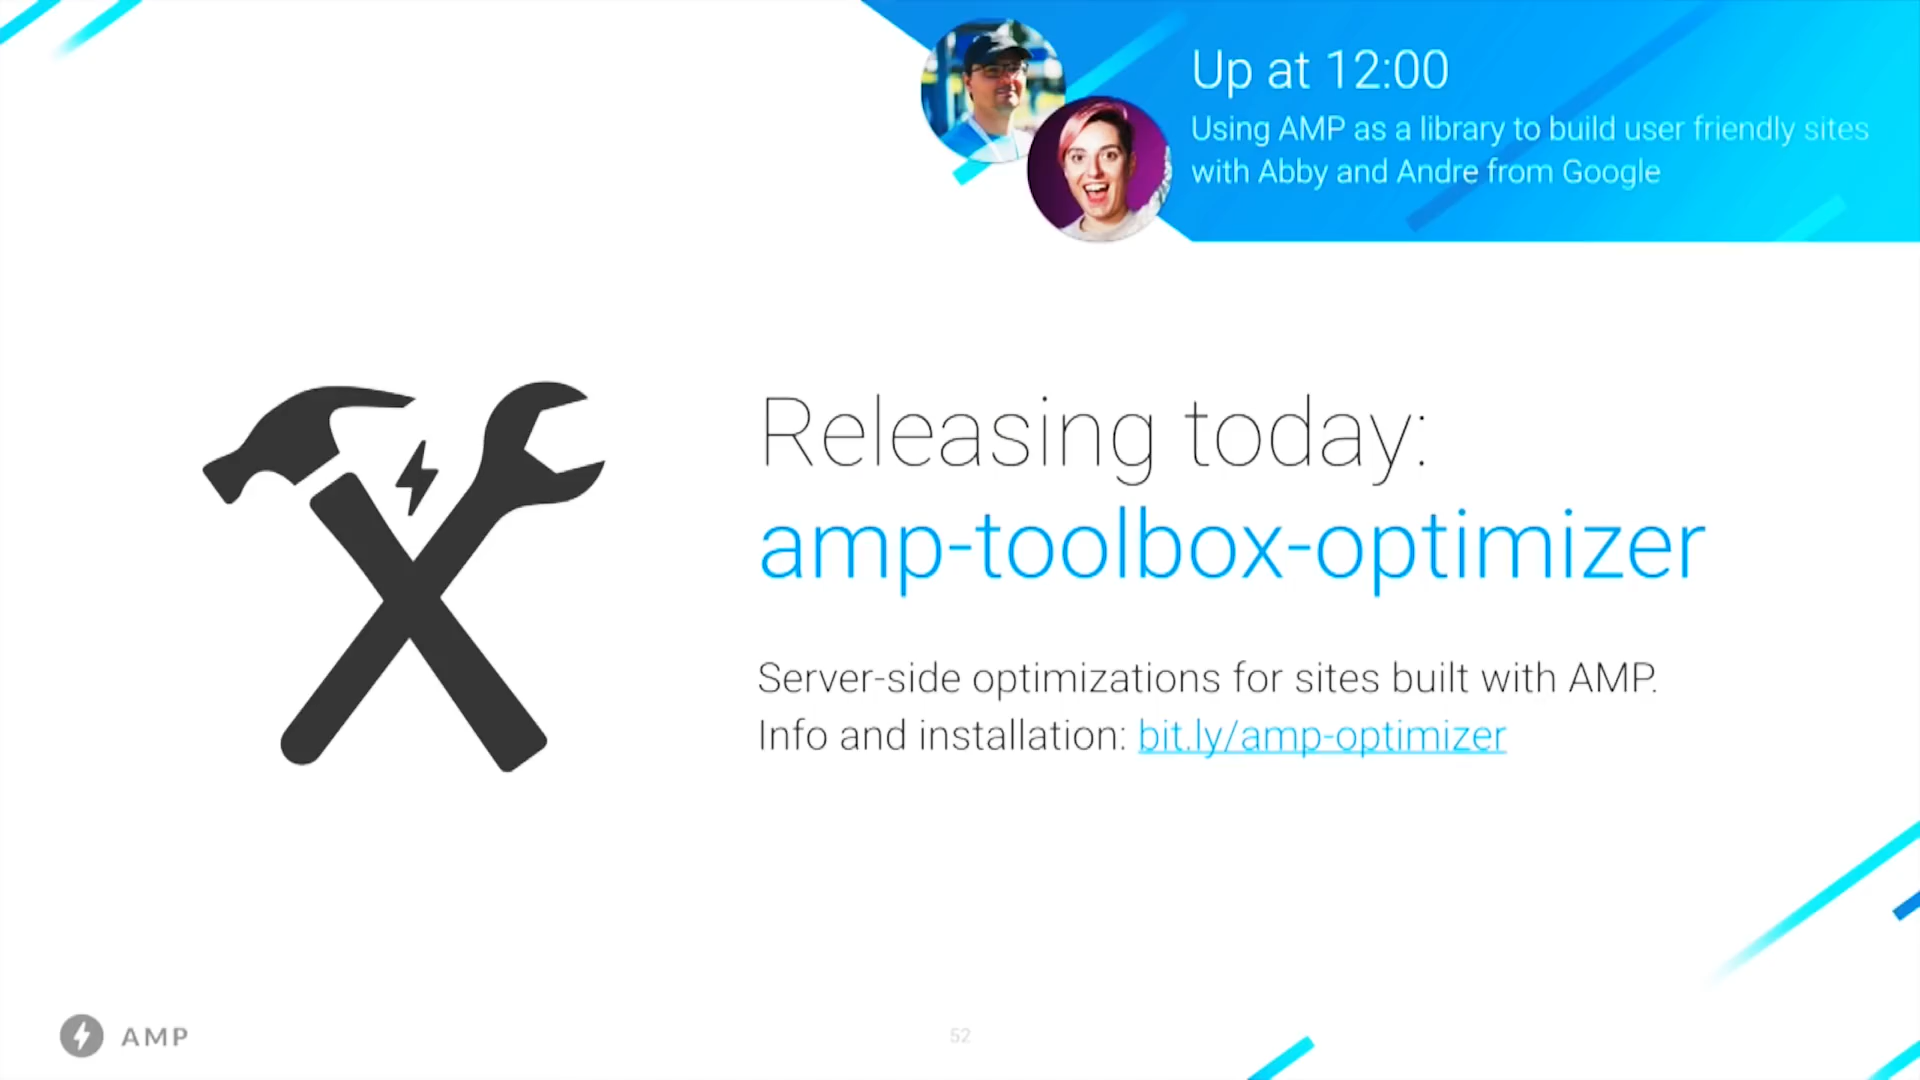 Up at 12:00
Using AMP as a library to build user friendly sites
with Abby and Andre from Google
Releasing today:
amp-toolbox-optimizer
Server-side optimizations for sites built with AMP.
Info and installation: bit.ly/amp-optimizer
AMP
52